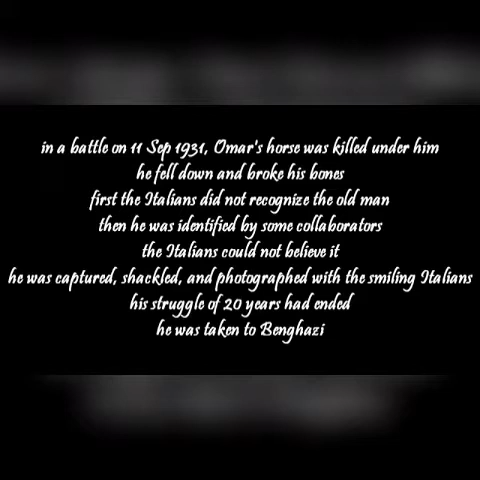 in a battle on 11 Sep 1931, Omar's horse was killed under him
he fell down and broke his bones
first the Italians did not recognize the old man
then he was identified by some collaborators
the Italians could not believe it
he was captured, shackled, and photographed with the smiling Italians
his struggle of 20 years had ended
he was taken to Benghazi